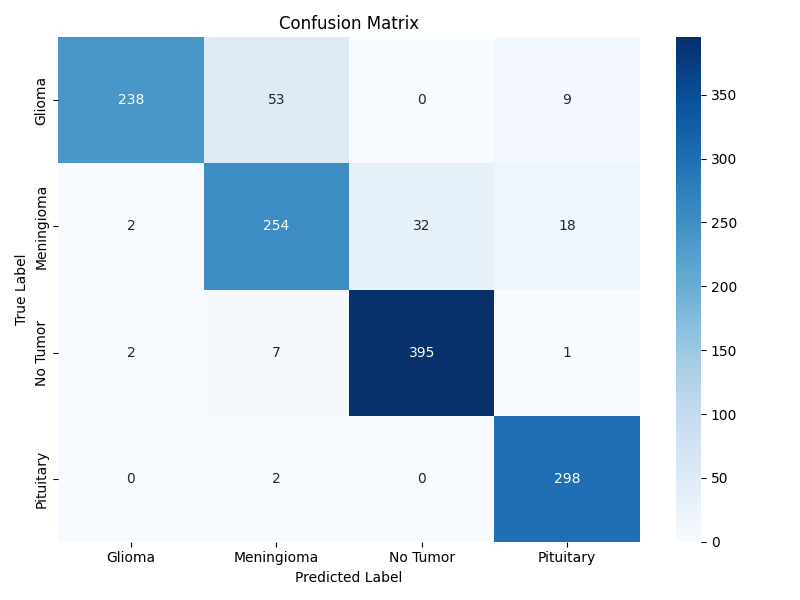 Confusion Matrix
Glioma 238 53 0 9
Meningioma 2 254 32 18
No Tumor 2 7 395 1
Pituitary 0 2 0 298
Glioma Meningioma No Tumor Pituitary
Predicted Label
True Label
350
300
250
200
150
100
50
0